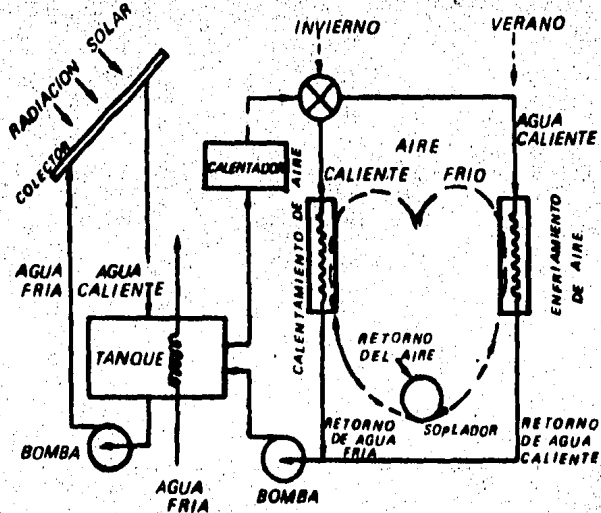 INVIERNO
VERANO
RADIACION SOLAR
COLECTOR
CALENTADOR
AGUA
CALIENTE
AIRE
CALIENTE FRIO
CALENTAMIENTO DE AIRE
ENFRIAMIENTO
DE AIRE
AGUA
FRIA
AGUA
CALIENTE
TANQUE
RETORNO
DEL AIRE
SOPLADOR
BOMBA
AGUA
FRIA
BOMBA
RETORNO
DE AGUA
FRIA
RETORNO
DE AGUA
CALIENTE